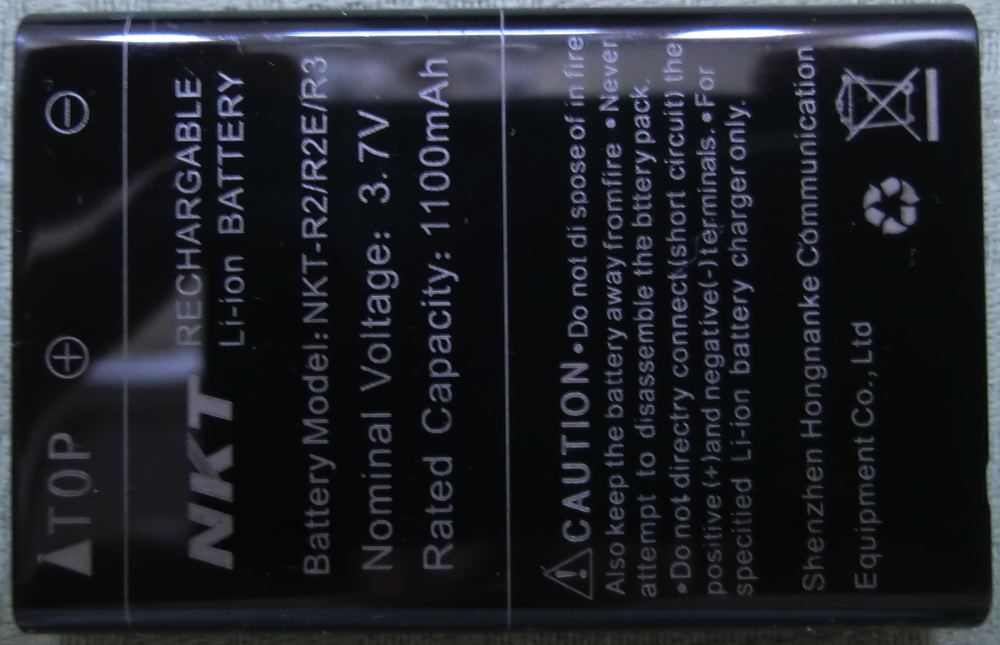 ▲TOP ⊕ ⊖
NKT RECHARGABLE
Li-ion BATTERY
Battery Model: NKT-R2/R2E/R3
Nominal Voltage: 3.7V
Rated Capacity: 1100mAh
⚠CAUTION •Do not di spose of in fire
Also keep the battery away fromfire •Never
attempt to disassemble the bttery pack.
•Do not directry connect(short circuit) the
positive(+)and negative(-)terminals. •For
specitied Li-ion battery charger only.
Shenzhen Hongnanke Communication
Equipment Co., Ltd